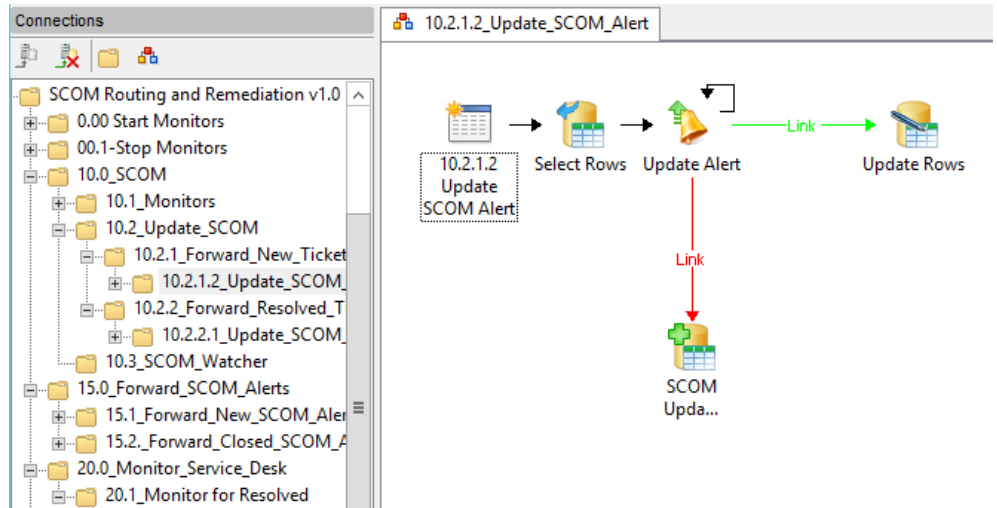 Connections
SCOM Routing and Remediation v1.0
0.00 Start Monitors
00.1-Stop Monitors
10.0_SCOM
10.1_Monitors
10.2_Update_SCOM
10.2.1_Forward_New_Ticket
10.2.1.2_Update_SCOM_
10.2.2_Forward_Resolved_T
10.2.2.1_Update_SCOM_
10.3_SCOM_Watcher
15.0_Forward_SCOM_Alerts
15.1_Forward_New_SCOM_Aler
15.2._Forward_Closed_SCOM_A
20.0_Monitor_Service_Desk
20.1_Monitor for Resolved
10.2.1.2_Update_SCOM_Alert
Link
10.2.1.2
Update
SCOM Alert
Select Rows
Update Alert
Update Rows
Link
SCOM
Upda...